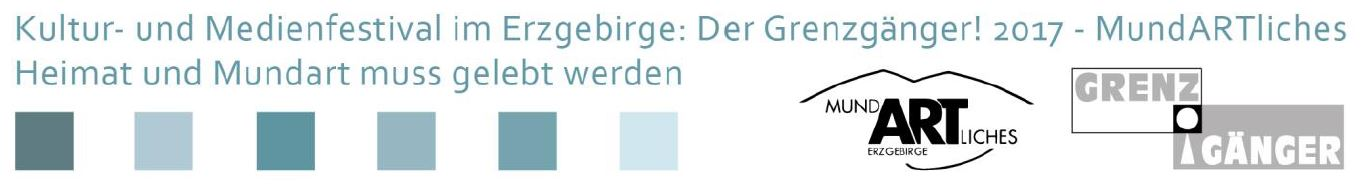 Kultur- und Medienfestival im Erzgebirge: Der Grenzgänger! 2017 - MundARTliches
Heimat und Mundart muss gelebt werden
MUNDARTLICHES
ERZGEBIRGE
GRENZ
GÄNGER